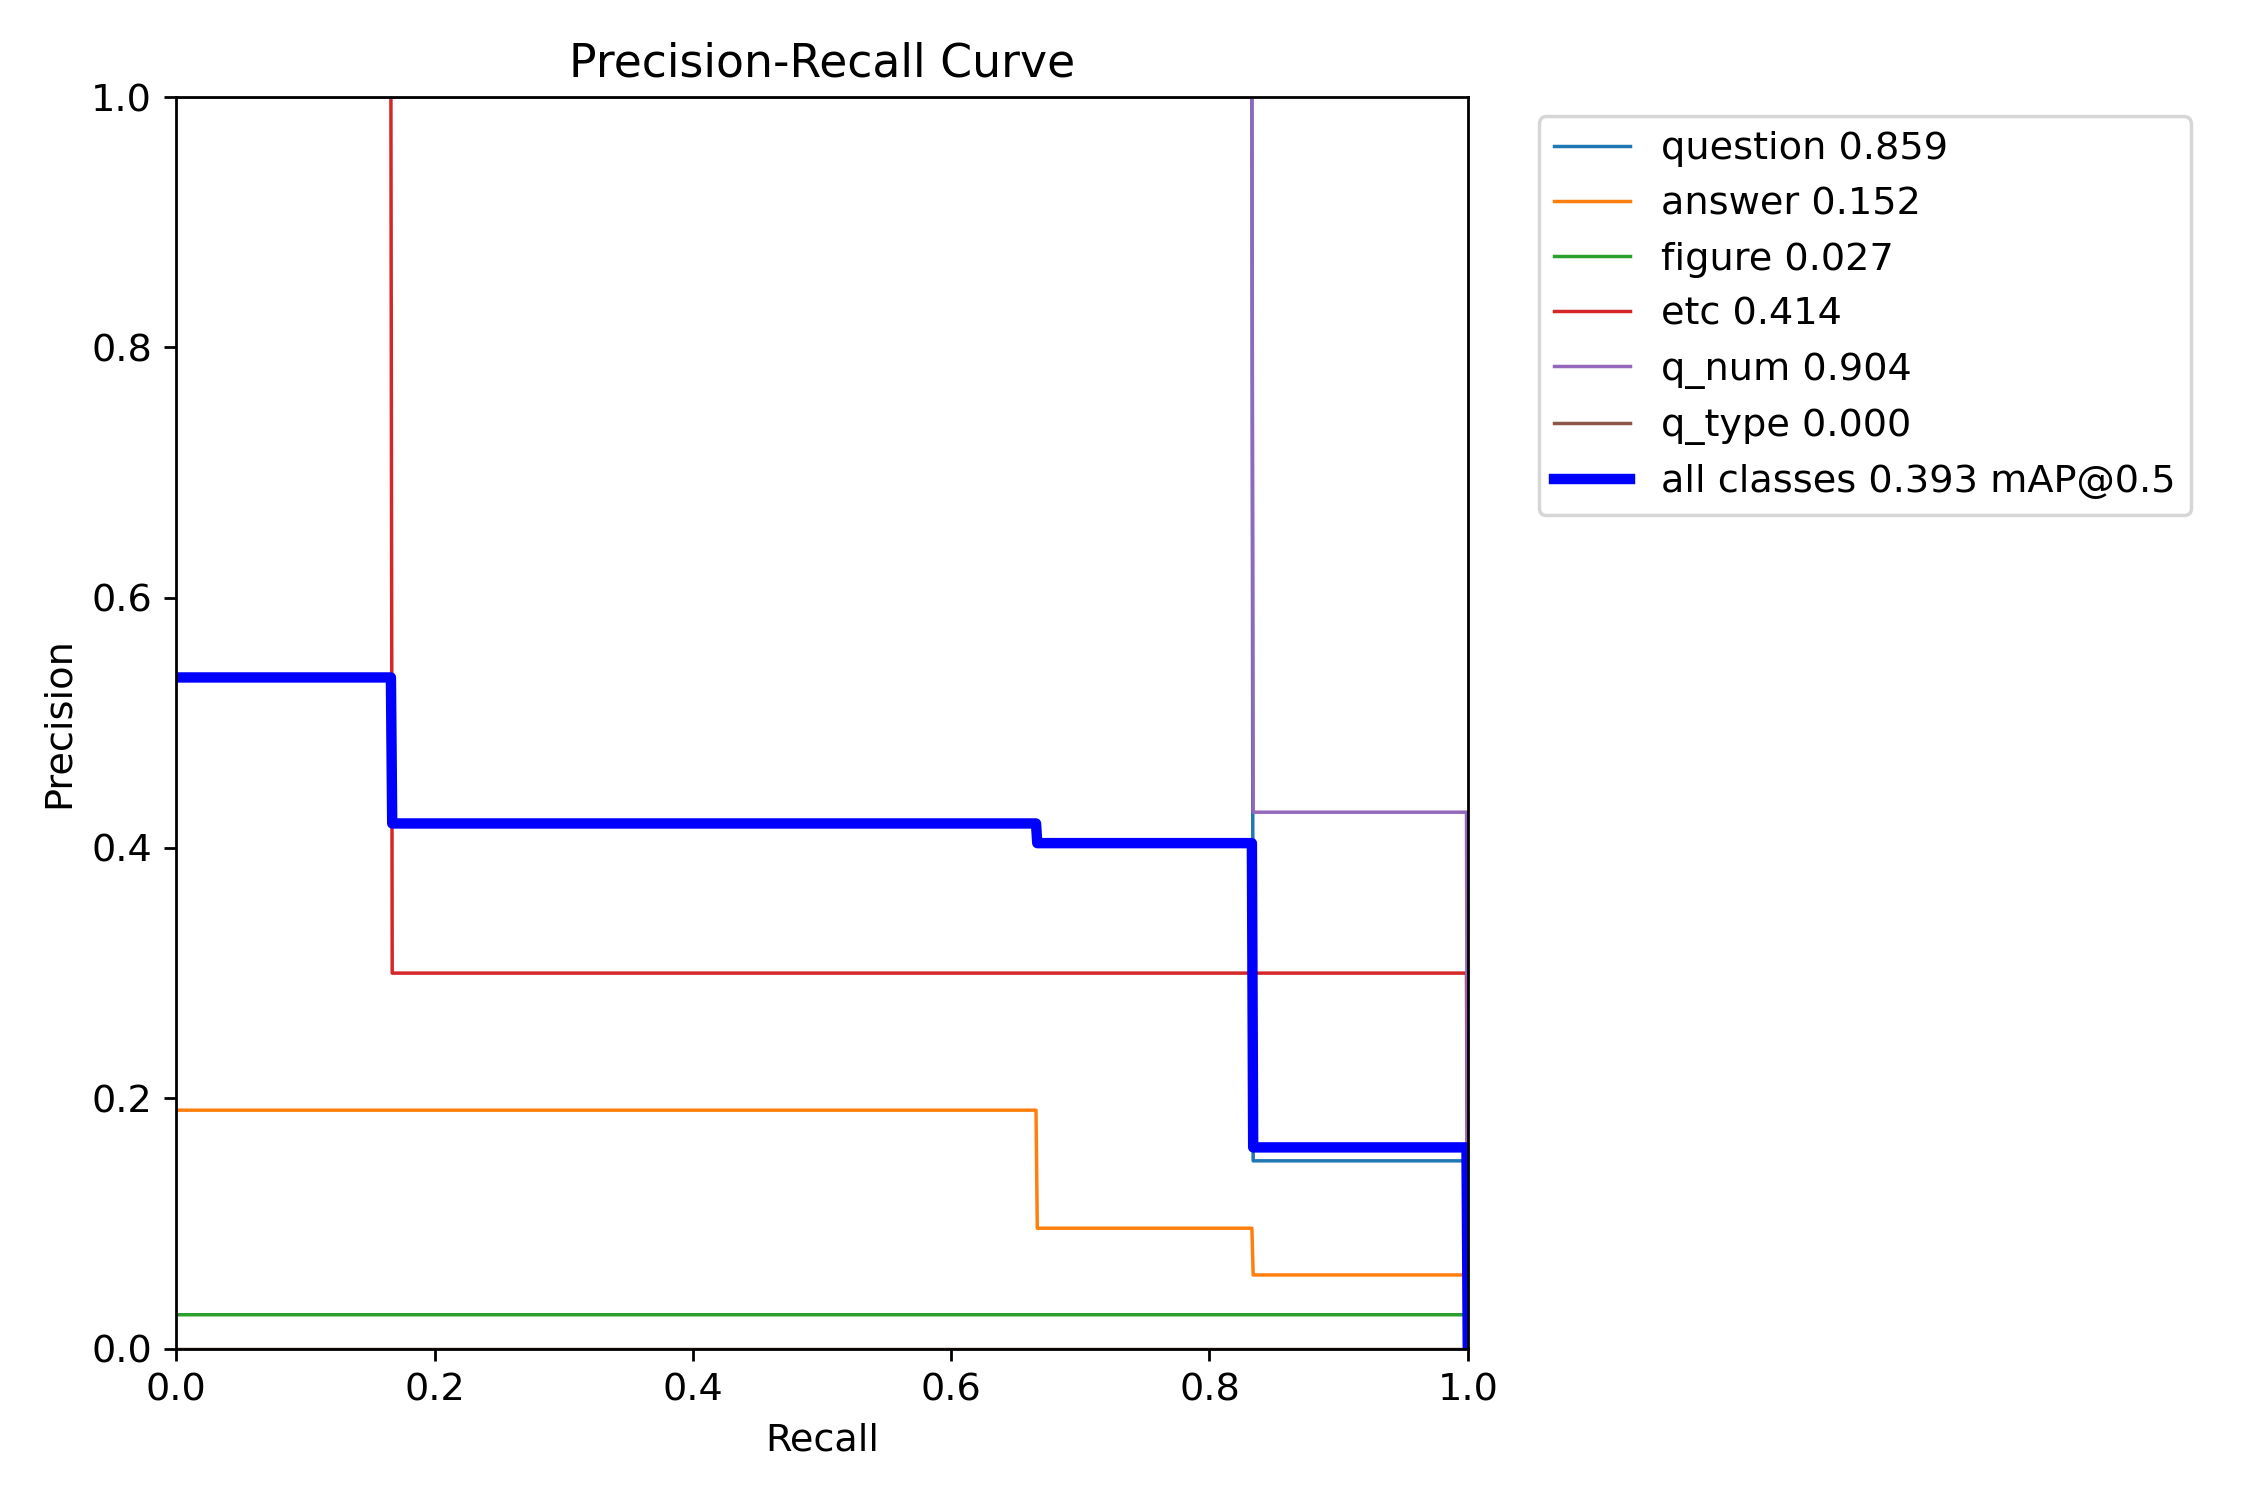 Precision-Recall Curve
1.0
0.8
0.6
0.4
0.2
0.0
Precision
0.0 0.2 0.4 0.6 0.8 1.0
Recall
question 0.859
answer 0.152
figure 0.027
etc 0.414
q_num 0.904
q_type 0.000
all classes 0.393 mAP@0.5